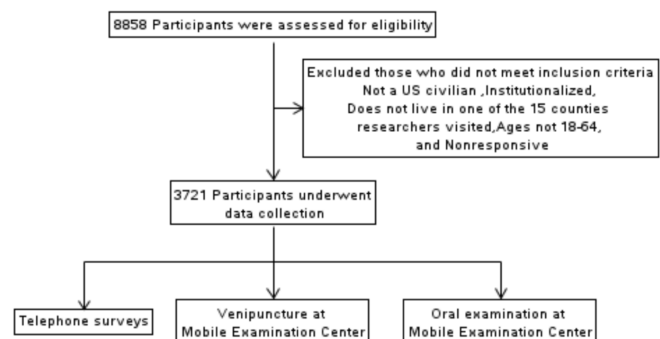 8858 Participants were assessed for eligibility
Excluded those who did not meet inclusion criteria
Not a US civilian ,Institutionalized,
Does not live in one of the 15 counties
researchers visited,Ages not 18-64,
and Nonresponsive
3721 Participants underwent
data collection
Telephone surveys
Venipuncture at
Mobile Examination Center
Oral examination at
Mobile Examination Center